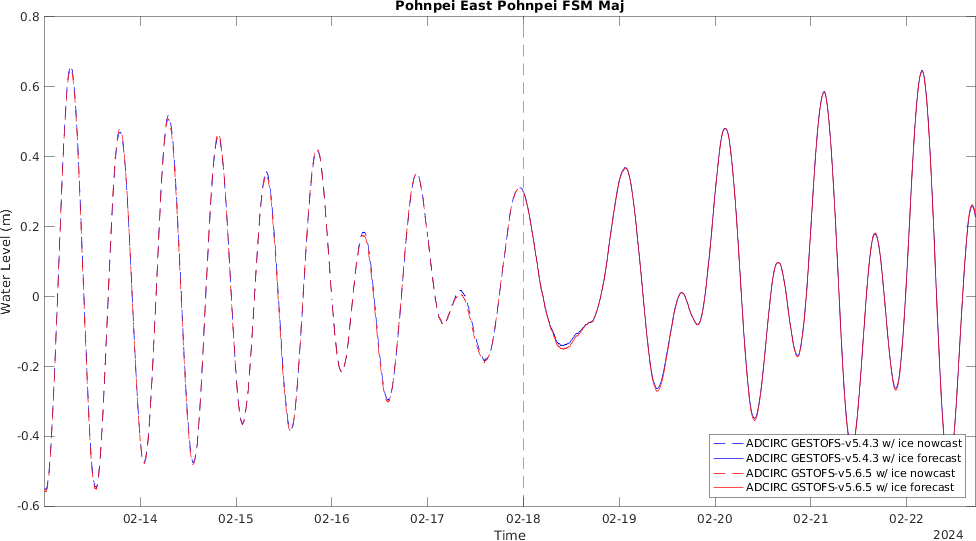 Pohnpei East Pohnpei FSM Maj
0.8
0.6
0.4
0.2
0
-0.2
-0.4
-0.6
Water Level (m)
ADCIRC GESTOFS-v5.4.3 w/ ice nowcast
ADCIRC GESTOFS-v5.4.3 w/ ice forecast
ADCIRC GSTOFS-v5.6.5 w/ ice nowcast
ADCIRC GSTOFS-v5.6.5 w/ ice forecast
02-14 02-15 02-16 02-17 02-18 02-19 02-20 02-21 02-22
Time
2024